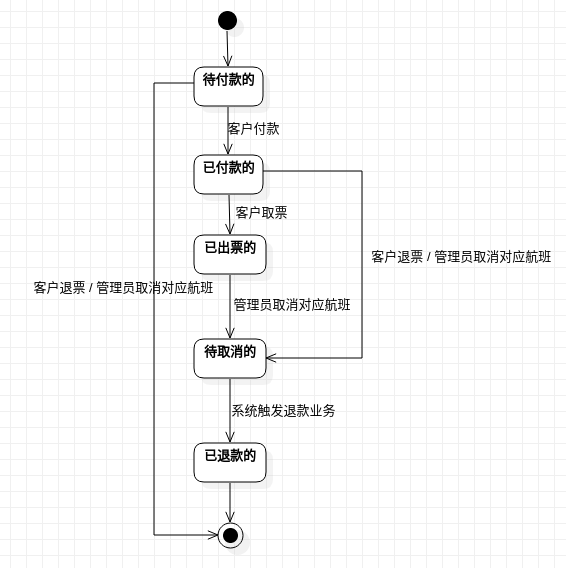 待付款的
客户付款
已付款的
客户取票
已出票的
客户退票 / 管理员取消对应航班
客户退票 / 管理员取消对应航班
管理员取消对应航班
待取消的
系统触发退款业务
已退款的